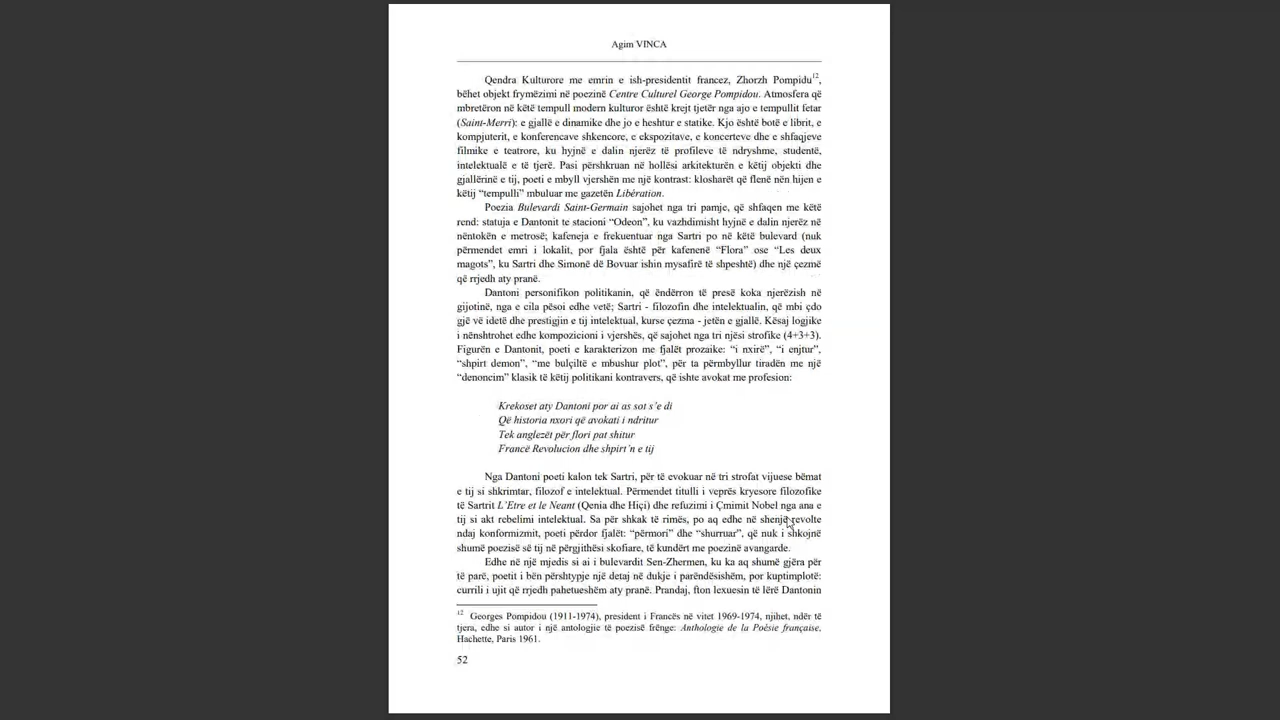 Agim VINCA
Qendra Kulturore me emrin e ish-presidentit francez, Zhorzh Pompidu12,
bëhet objekt frymëzimi në poezinë Centre Culturel George Pompidou. Atmosfera që
mbretëron në këtë tempull modern kulturor është krejt tjetër nga ajo e tempullit fetar
(Saint-Merri): e gjallë e dinamike dhe jo e heshtur e statike. Kjo është botë e librit, e
kompjuterit, e konferencave shkencore, e ekspozitave, e koncerteve dhe e shfaqjeve
filmike e teatrore, ku hyjnë e dalin njerëz të profileve të ndryshme, studentë,
intelektualë e të tjerë. Pasi përshkruan në hollësi arkitekturën e këtij objekti dhe
gjallërinë e tij, poeti e mbyll vjershën me një kontrast: klosharët që flenë nën hijen e
këtij “tempulli” mbuluar me gazetën Libération.
Poezia Bulevardi Saint-Germain sajohet nga tri pamje, që shfaqen me këtë
rend: statuja e Dantonit te stacioni “Odeon”, ku vazhdimisht hyjnë e dalin njerëz në
nëntokën e metrosë; kafeneja e frekuentuar nga Sartri po në këtë bulevard (nuk
përmendet emri i lokalit, por fjala është për kafenenë “Flora” ose “Les deux
magots”, ku Sartri dhe Simonë dë Bovuar ishin mysafirë të shpeshtë) dhe një çezmë
që rrjedh aty pranë.
Dantoni personifikon politikanin, që ëndërron të presë koka njerëzish në
gijotinë, nga e cila pësoi edhe vetë; Sartri - filozofin dhe intelektualin, që mbi çdo
gjë vë idetë dhe prestigjin e tij intelektual, kurse çezma - jetën e gjallë. Kësaj logjike
i nënshtrohet edhe kompozicioni i vjershës, që sajohet nga tri njësi strofike (4+3+3).
Figurën e Dantonit, poeti e karakterizon me fjalët prozaike: “i nxirë”, “i enjtur”,
“shpirt demon”, “me bulçiltë e mbushur plot”, për ta përmbyllur tiradën me një
“denoncim” klasik të këtij politikani kontravers, që ishte avokat me profesion:
Krekoset aty Dantoni por ai as sot s’e di
Që historia nxori që avokati i ndritur
Tek anglezët për flori pat shitur
Francë Revolucion dhe shpirt’n e tij
Nga Dantoni poeti kalon tek Sartri, për të evokuar në tri strofat vijuese bëmat
e tij si shkrimtar, filozof e intelektual. Përmendet titulli i veprës kryesore filozofike
të Sartrit L’Etre et le Neant (Qenia dhe Hiçi) dhe refuzimi i Çmimit Nobel nga ana e
tij si akt rebelimi intelektual. Sa për shkak të rimës, po aq edhe në shenjë revolte
ndaj konformizmit, poeti përdor fjalët: “përmori” dhe “shurruar”, që nuk i shkojnë
shumë poezisë së tij në përgjithësi skofiare, të kundërt me poezinë avangarde.
Edhe në një mjedis si ai i bulevardit Sen-Zhermen, ku ka aq shumë gjëra për
të parë, poetit i bën përshtypje një detaj në dukje i parëndësishëm, por kuptimplotë:
currili i ujit që rrjedh pahetueshëm aty pranë. Prandaj, fton lexuesin të lërë Dantonin
12 Georges Pompidou (1911-1974), president i Francës në vitet 1969-1974, njihet, ndër të
tjera, edhe si autor i një antologjie të poezisë frënge: Anthologie de la Poésie française,
Hachette, Paris 1961.
52